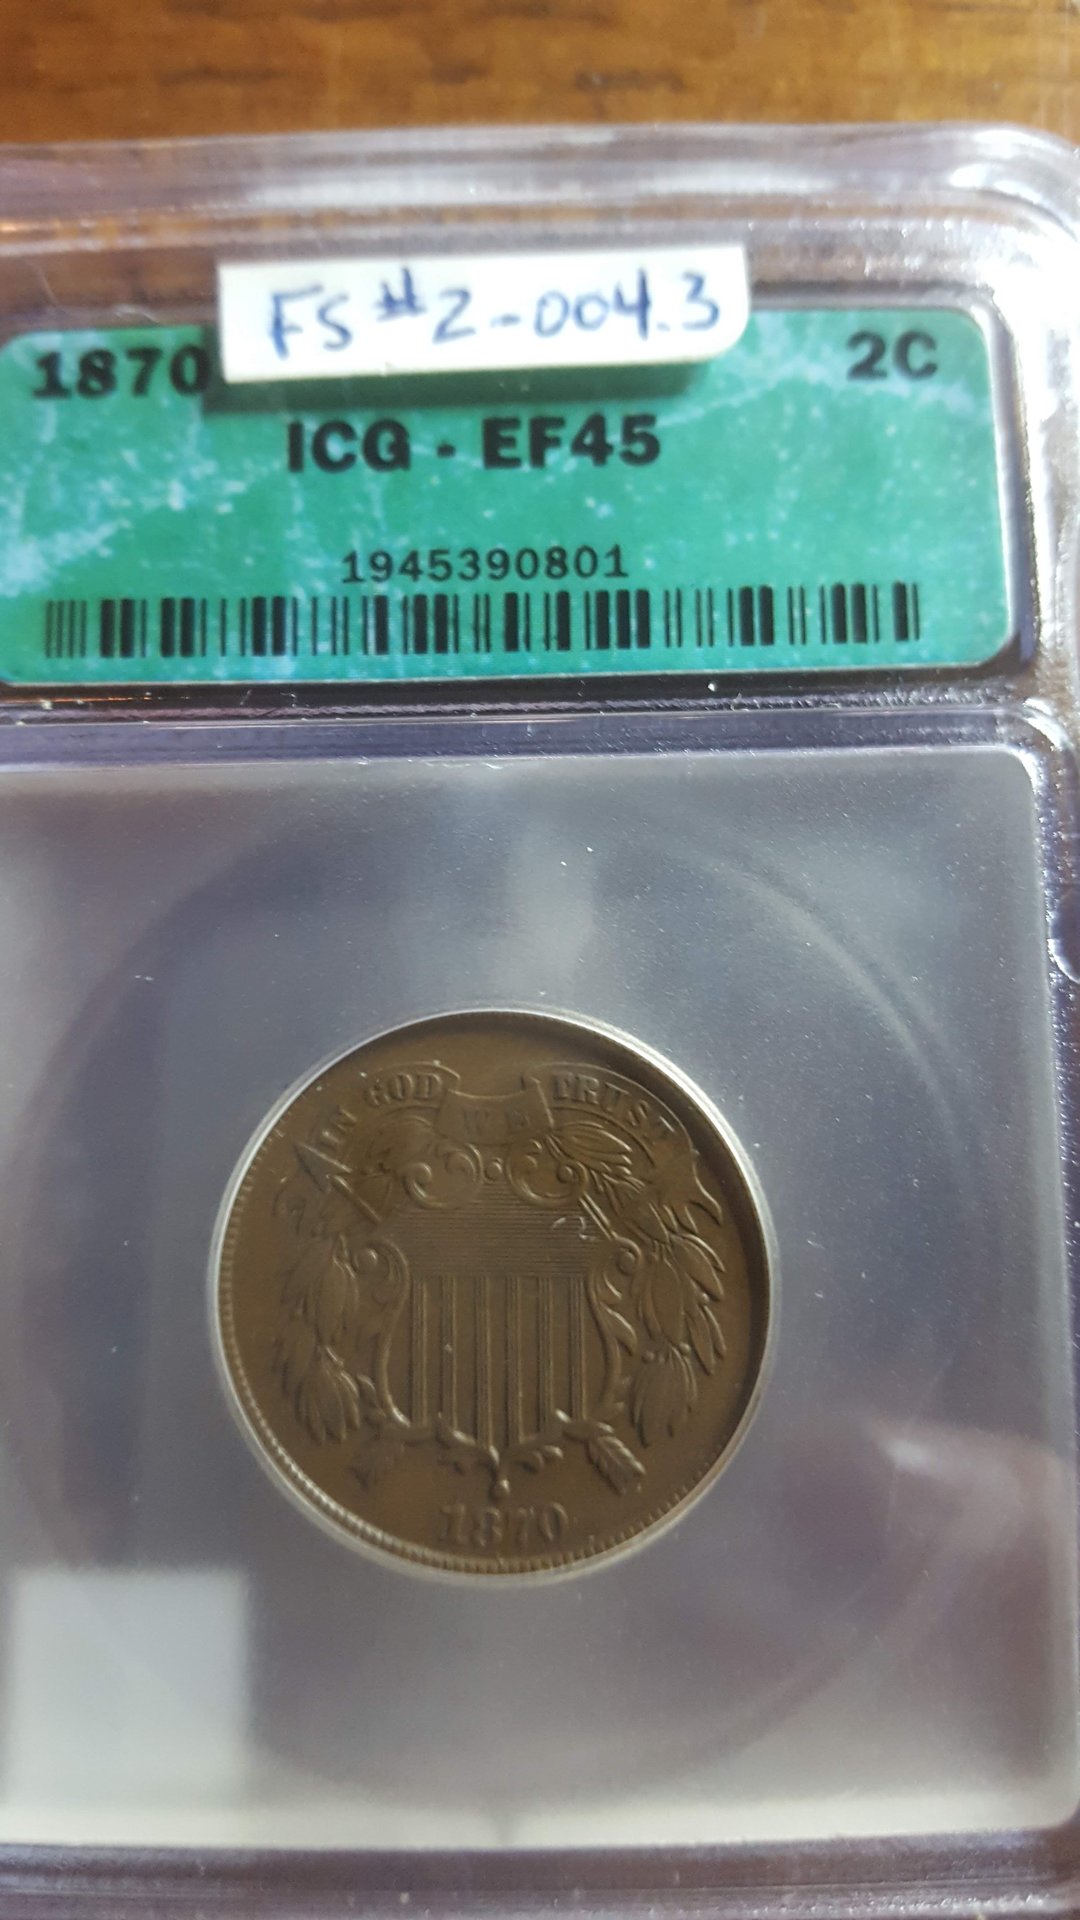 FS #2-004.3
1870 2C
ICG - EF45
1945390801
IN GOD WE TRUST
1870